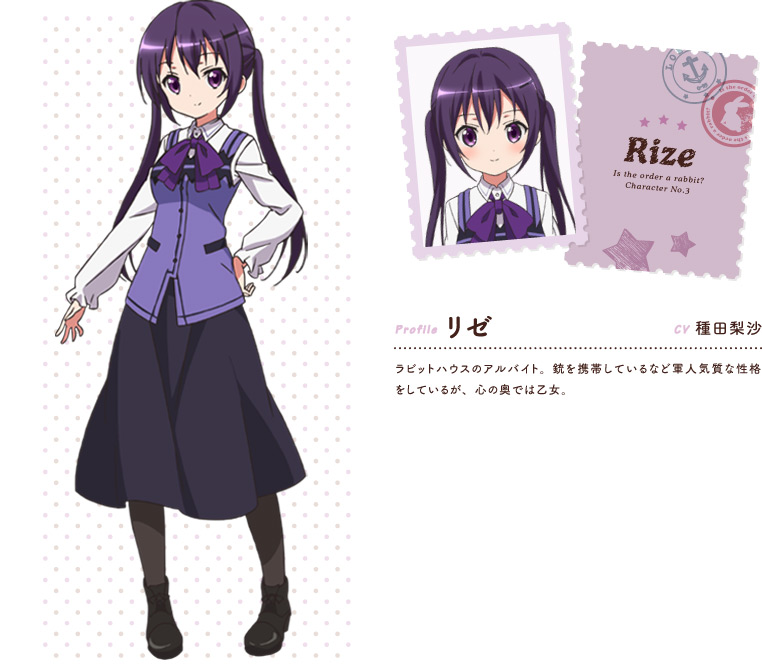 Rize
Is the order a rabbit?
Character No.3
Profile リゼ
CV 種田梨沙
ラビットハウスのアルバイト。銃を携帯しているなど軍人気質な性格
をしているが、心の奥では乙女。